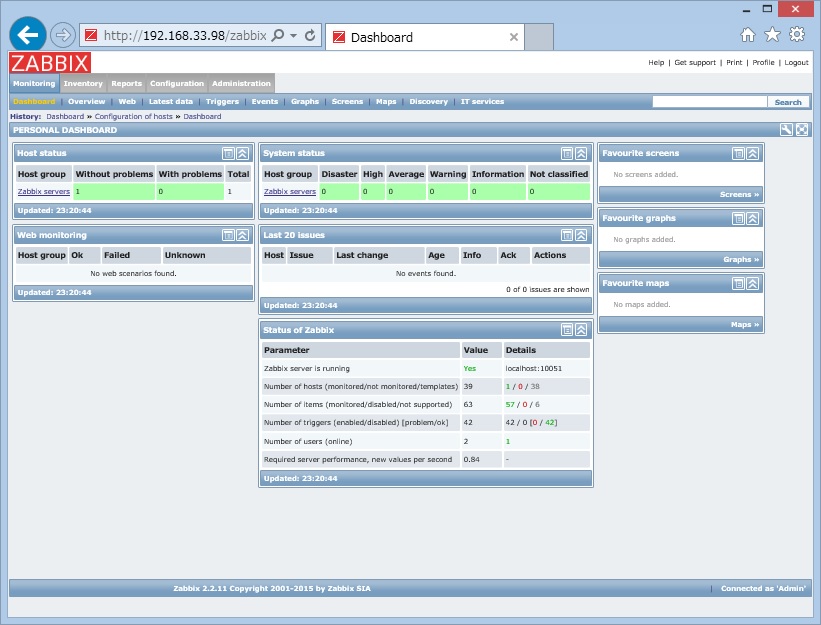 http://192.168.33.98/zabbix
Dashboard
ZABBIX
Help | Get support | Print | Profile | Logout
Monitoring Inventory Reports Configuration Administration
Dashboard | Overview | Web | Latest data | Triggers | Events | Graphs | Screens | Maps | Discovery | IT services
Search
History: Dashboard » Configuration of hosts » Dashboard
PERSONAL DASHBOARD
Host status
Host group Without problems With problems Total
Zabbix servers 1 0 1
Updated: 23:20:44
Web monitoring
Host group Ok Failed Unknown
No web scenarios found.
Updated: 23:20:44
System status
Host group Disaster High Average Warning Information Not classified
Zabbix servers 0 0 0 0 0 0
Updated: 23:20:44
Last 20 issues
Host Issue Last change Age Info Ack Actions
No events found.
0 of 0 issues are shown
Updated: 23:20:44
Status of Zabbix
Parameter Value Details
Zabbix server is running Yes localhost:10051
Number of hosts (monitored/not monitored/templates) 39 1 / 0 / 38
Number of items (monitored/disabled/not supported) 63 57 / 0 / 6
Number of triggers (enabled/disabled) [problem/ok] 42 42 / 0 [0 / 42]
Number of users (online) 2 1
Required server performance, new values per second 0.84 -
Updated: 23:20:44
Favourite screens
No screens added.
Screens »
Favourite graphs
No graphs added.
Graphs »
Favourite maps
No maps added.
Maps »
Zabbix 2.2.11 Copyright 2001-2015 by Zabbix SIA
| Connected as 'Admin'